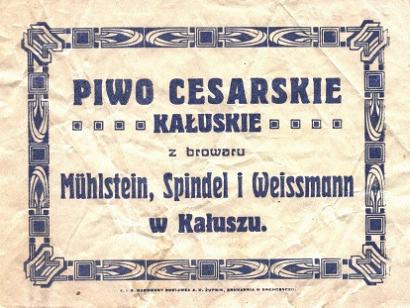 PIWO CESARSKIE
KAŁUSKIE
z browaru
Mühlstein, Spindel i Weissmann
w Kałuszu.